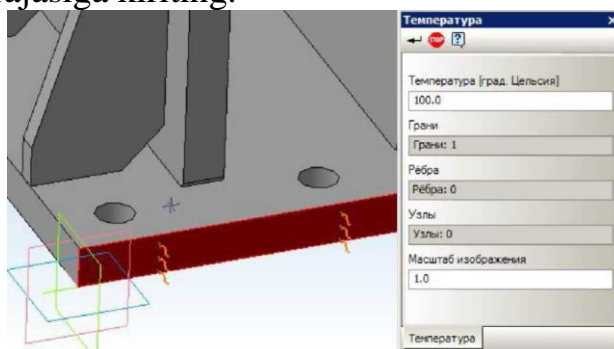 Температура
STOP
Температура [град. Цельсия]
100.0
Грани
Грани: 1
Рёбра
Рёбра: 0
Узлы
Узлы: 0
Масштаб изображения
1.0
Температура